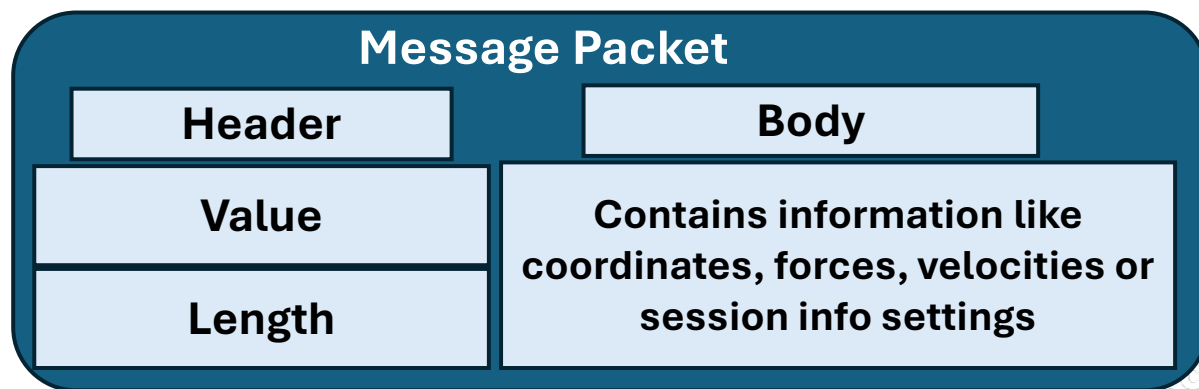 Message Packet
Header
Value
Length
Body
Contains information like
coordinates, forces, velocities or
session info settings